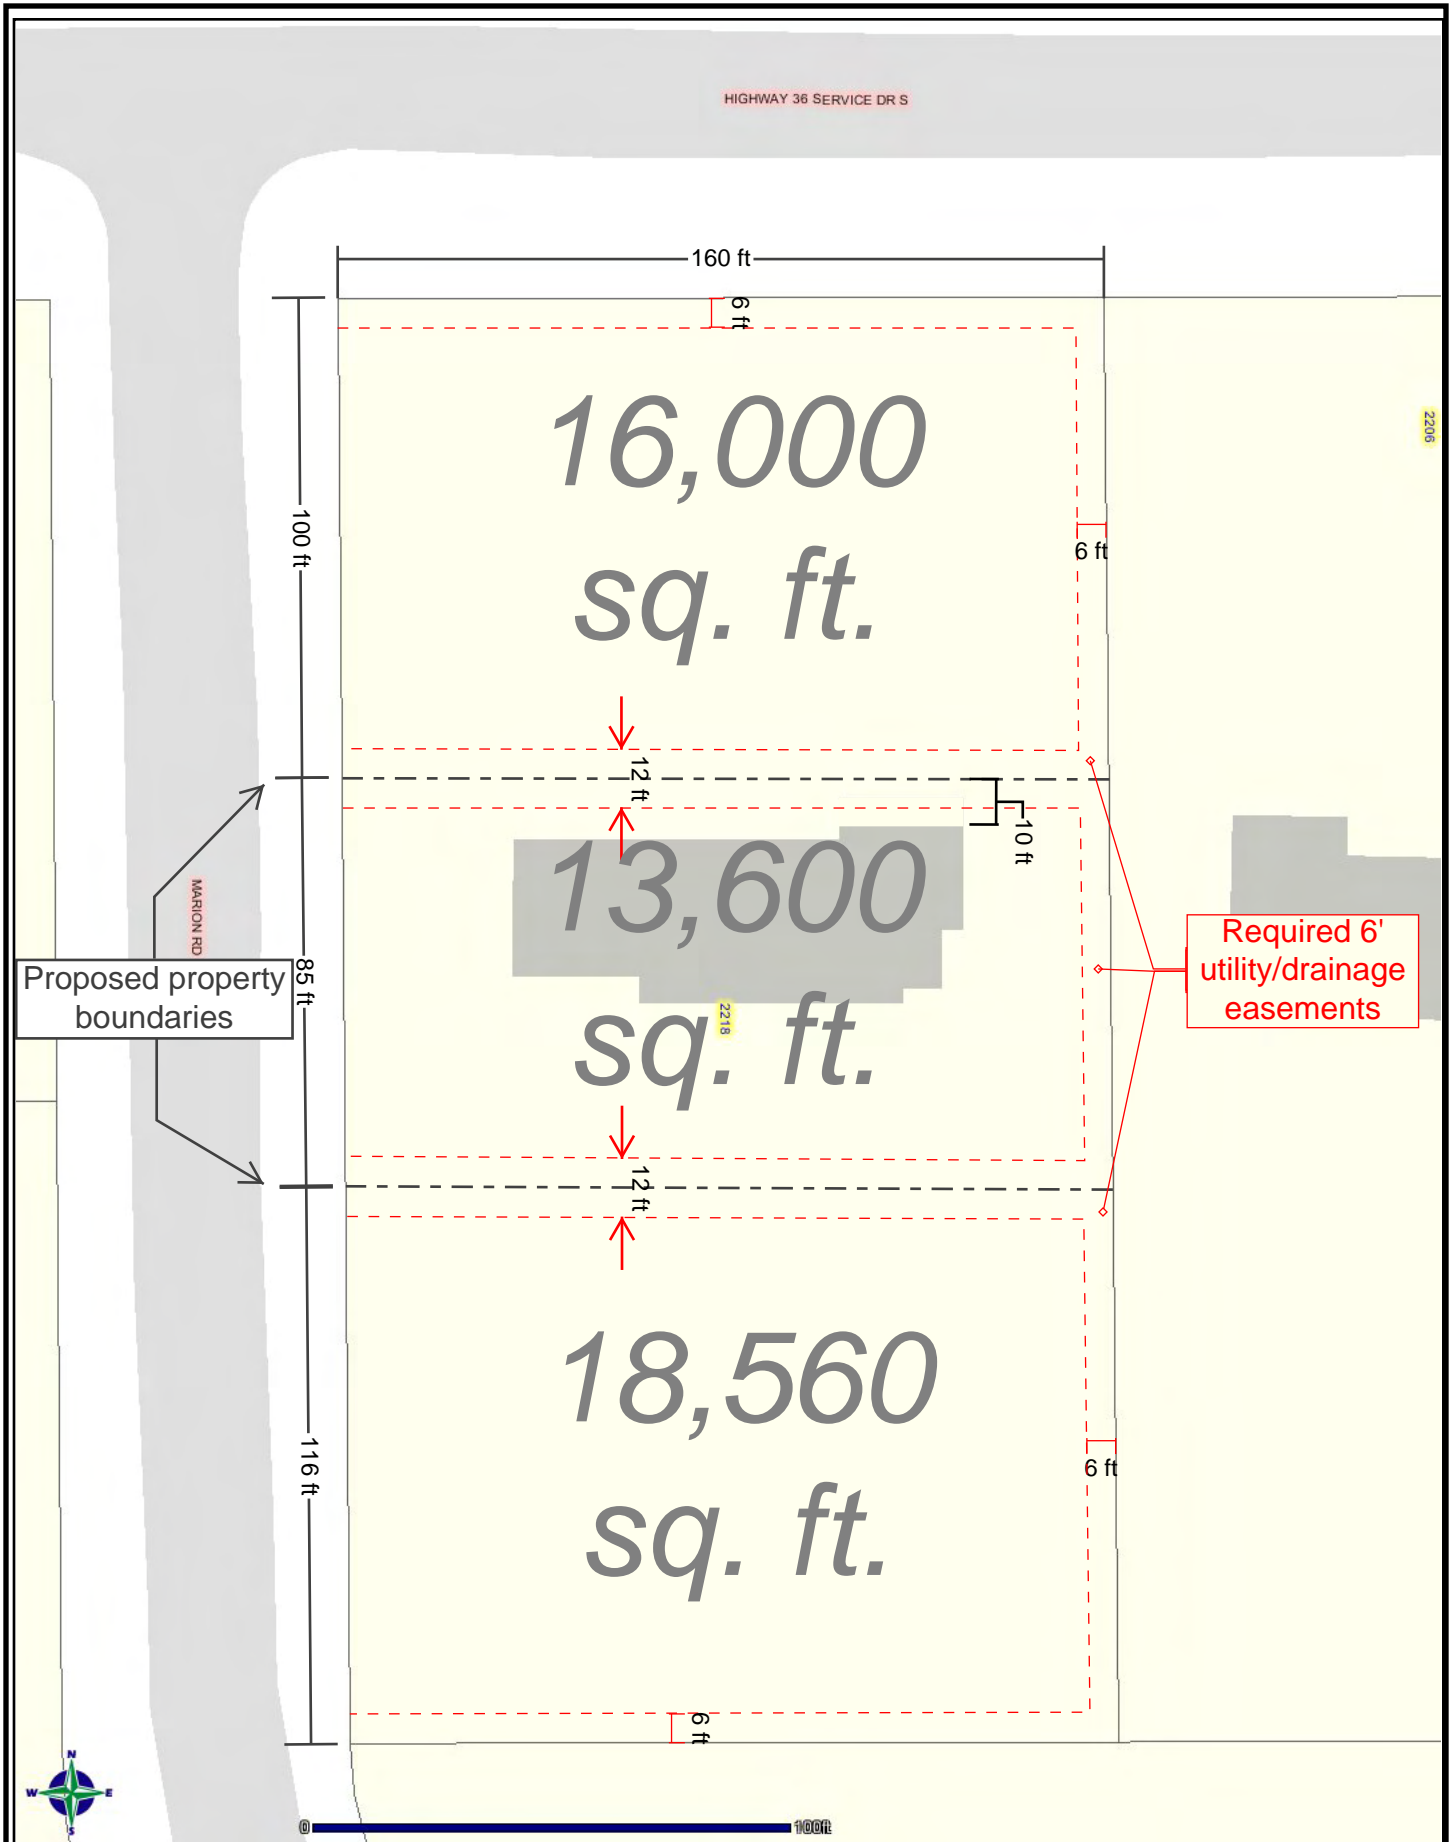 HIGHWAY 36 SERVICE DR S
160 ft
6 ft
2206
16,000
sq. ft.
100 ft
6 ft
12 ft
10 ft
13,600
sq. ft.
MARION RD
85 ft
Proposed property
boundaries
Required 6'
utility/drainage
easements
2218
12 ft
18,560
sq. ft.
116 ft
6 ft
6 ft
N
W
E
S
0
100ft